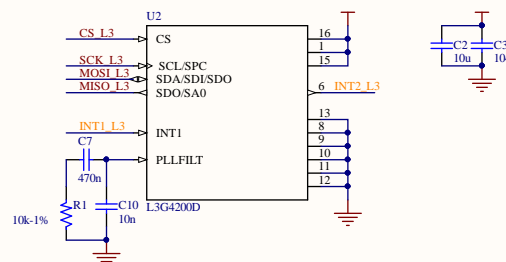 U2
CS_L3
CS
16
1
SCK_L3
SCL/SPC
15
MOSI_L3
SDA/SDI/SDO
MISO_L3
SDO/SA0
6
INT2_L3
C2
10u
INT1_L3
INT1
13
8
9
C7
470n
PLLFILT
10
11
12
R1
10k-1%
C10
10n
L3G4200D